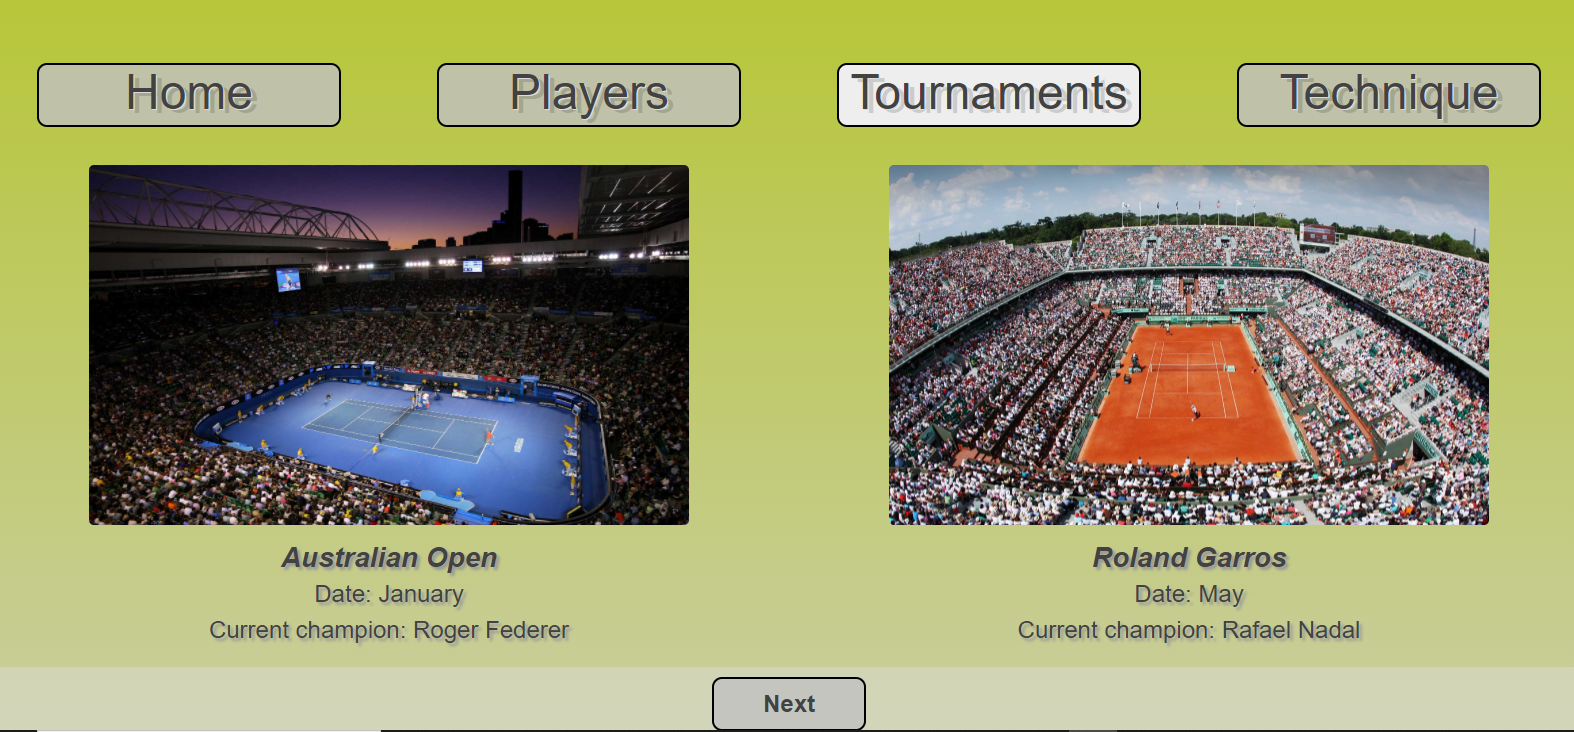 Home
Players
Tournaments
Technique
Australian Open
Date: January
Current champion: Roger Federer
Roland Garros
Date: May
Current champion: Rafael Nadal
Next